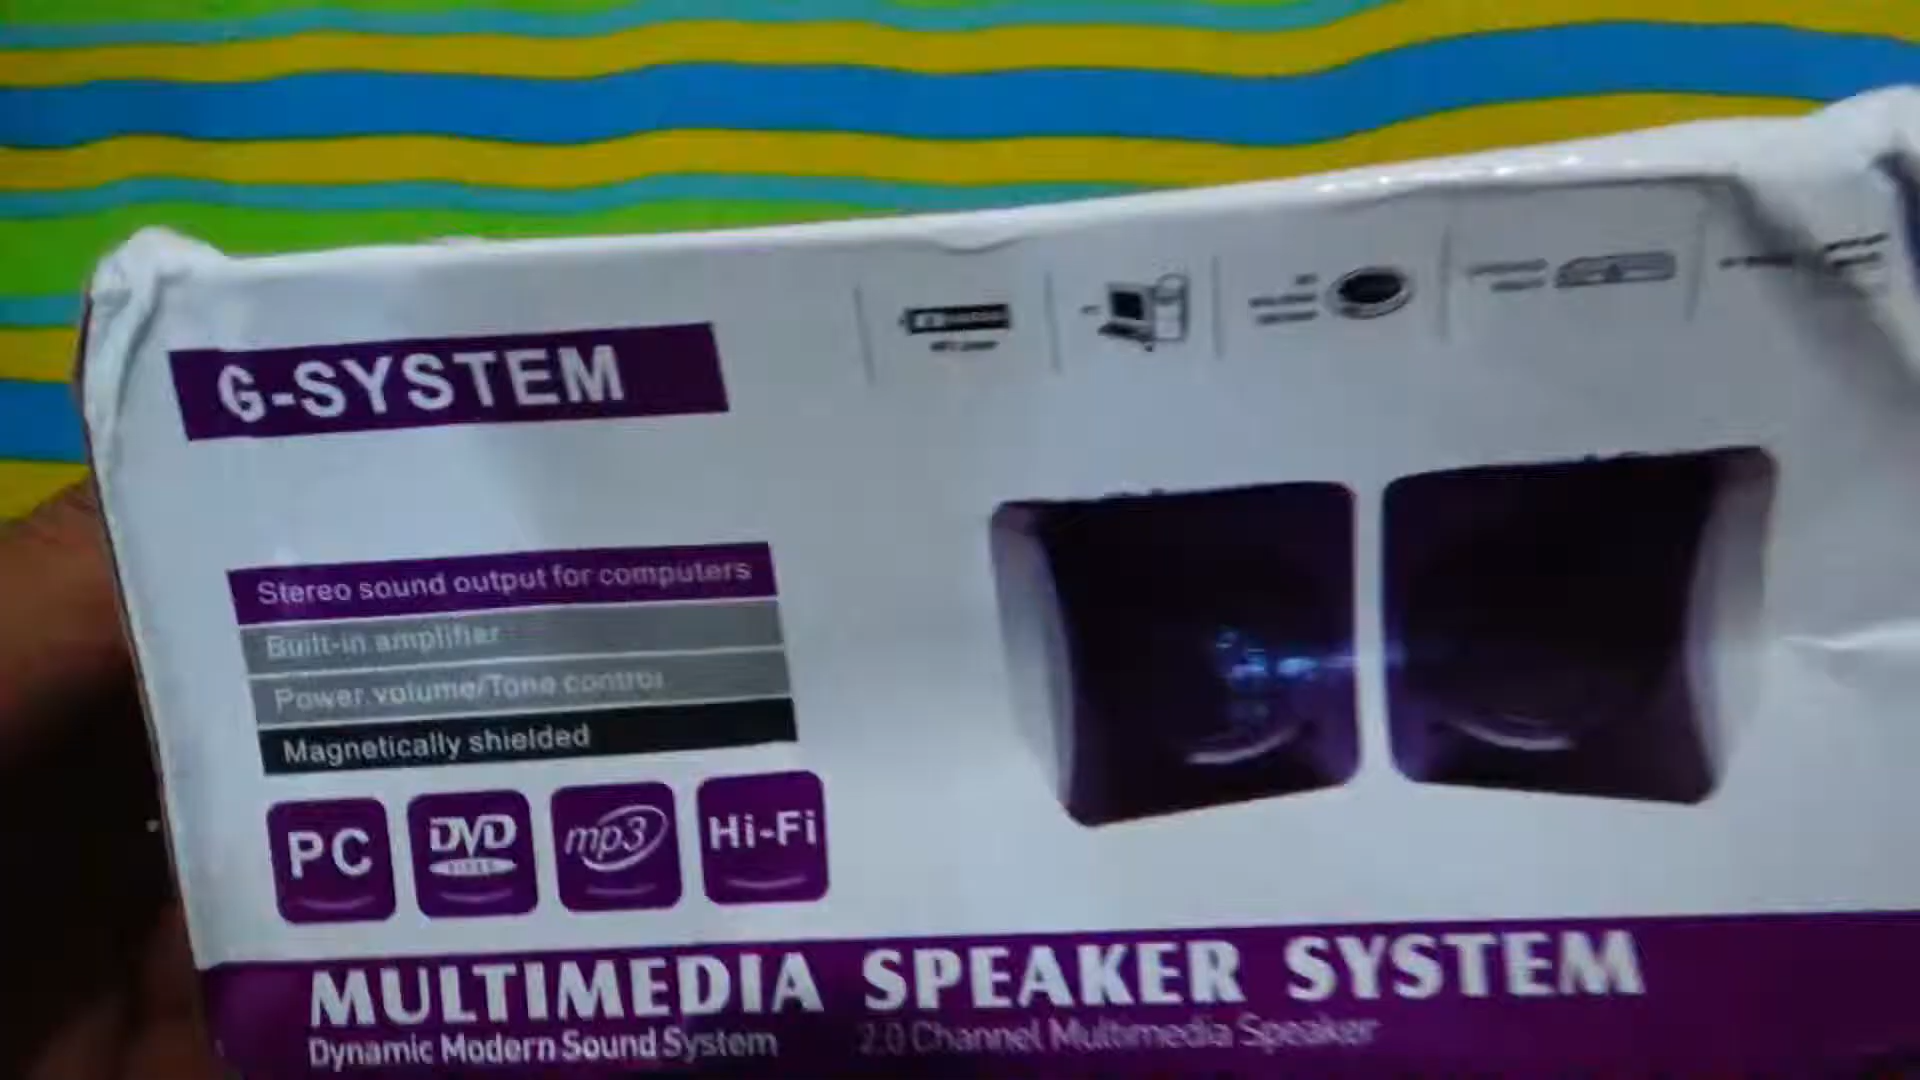 G-SYSTEM
Stereo sound output for computers
Built-in amplifier
Power.volume/Tone control
Magnetically shielded
PC
DVD
mp3
Hi-Fi
MULTIMEDIA SPEAKER SYSTEM
Dynamic Modern Sound System
2.0 Channel Multimedia Speaker